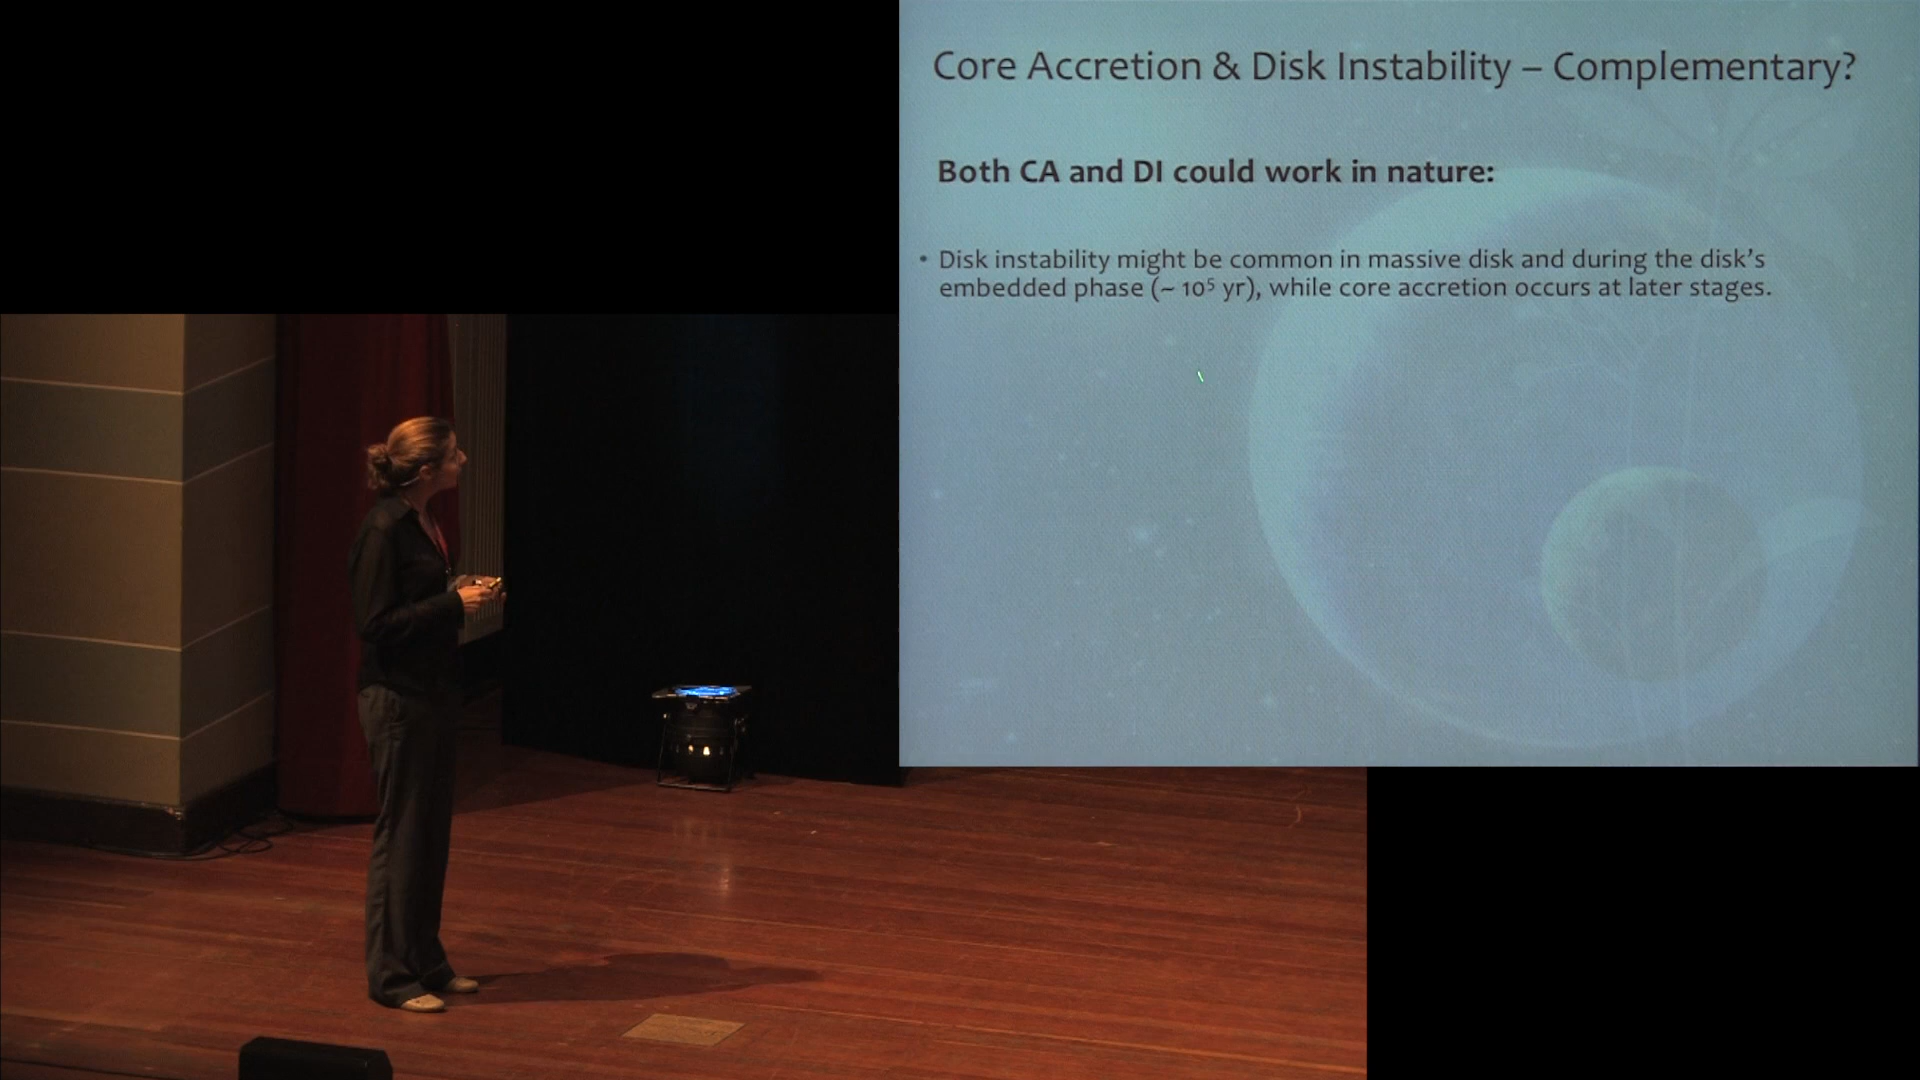 Core Accretion & Disk Instability – Complementary?
Both CA and DI could work in nature:
• Disk instability might be common in massive disk and during the disk's
embedded phase (~ 10⁵ yr), while core accretion occurs at later stages.